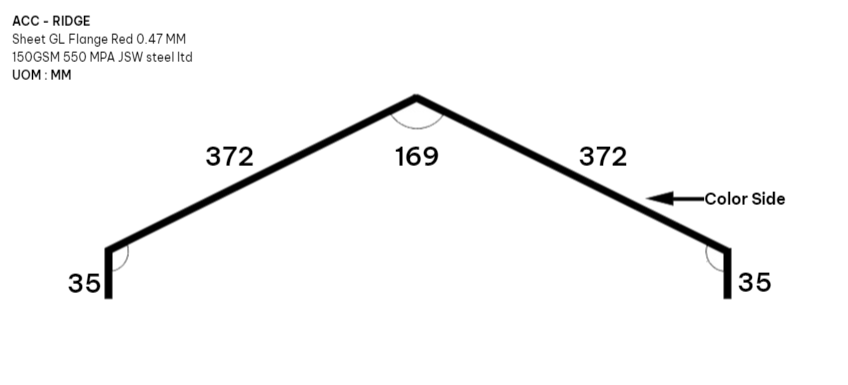 ACC - RIDGE
Sheet GL Flange Red 0.47 MM
150GSM 550 MPA JSW steel ltd
UOM : MM
372
169
372
Color Side
35
35